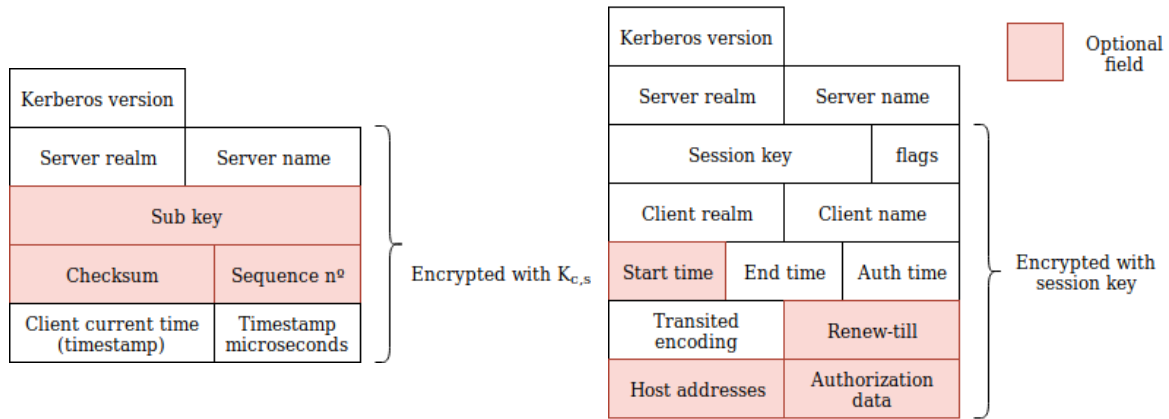 Kerberos version
Server realm
Server name
Sub key
Checksum
Sequence nº
Client current time
(timestamp)
Timestamp
microseconds
Encrypted with Kc,s
Kerberos version
Server realm
Server name
Session key
flags
Client realm
Client name
Start time
End time
Auth time
Transited
encoding
Renew-till
Host addresses
Authorization
data
Encrypted with
session key
Optional
field